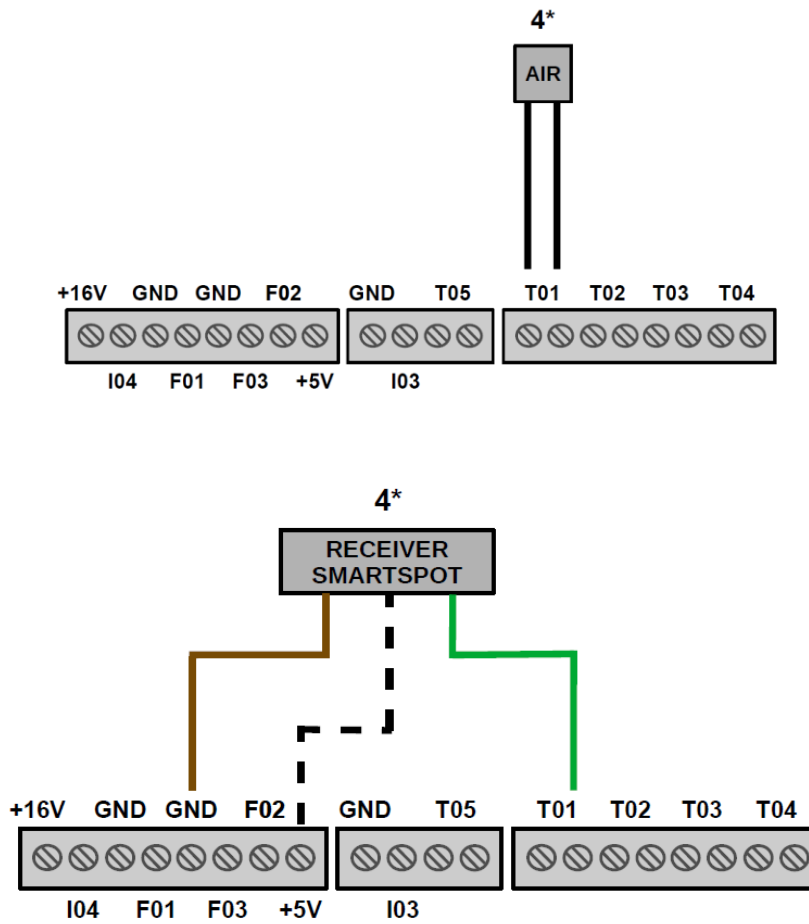 4*
AIR
+16V GND GND F02 GND T05 T01 T02 T03 T04
I04 F01 F03 +5V I03
4*
RECEIVER
SMARTSPOT
+16V GND GND F02 GND T05 T01 T02 T03 T04
I04 F01 F03 +5V I03